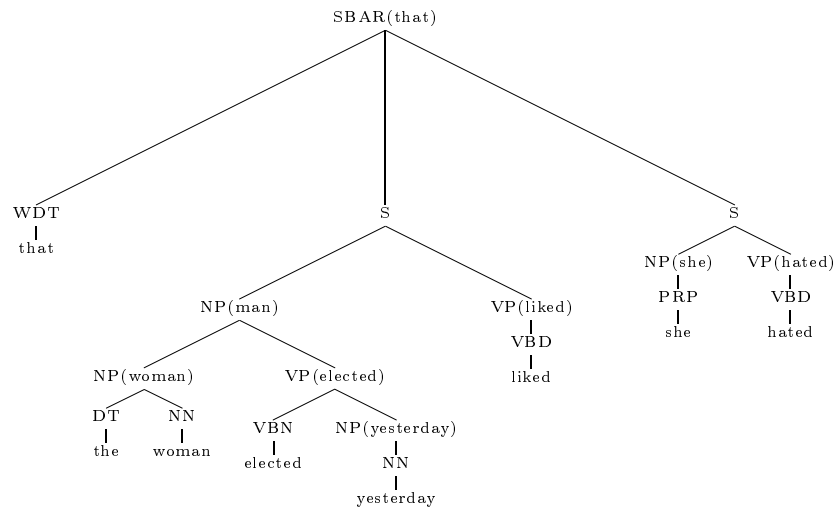 SBAR(that)
WDT S S
that
NP(she) VP(hated)
NP(man) VP(liked) PRP VBD
she hated
VBD
NP(woman) VP(elected) liked
DT NN
VBN NP(yesterday)
the woman
elected NN
yesterday